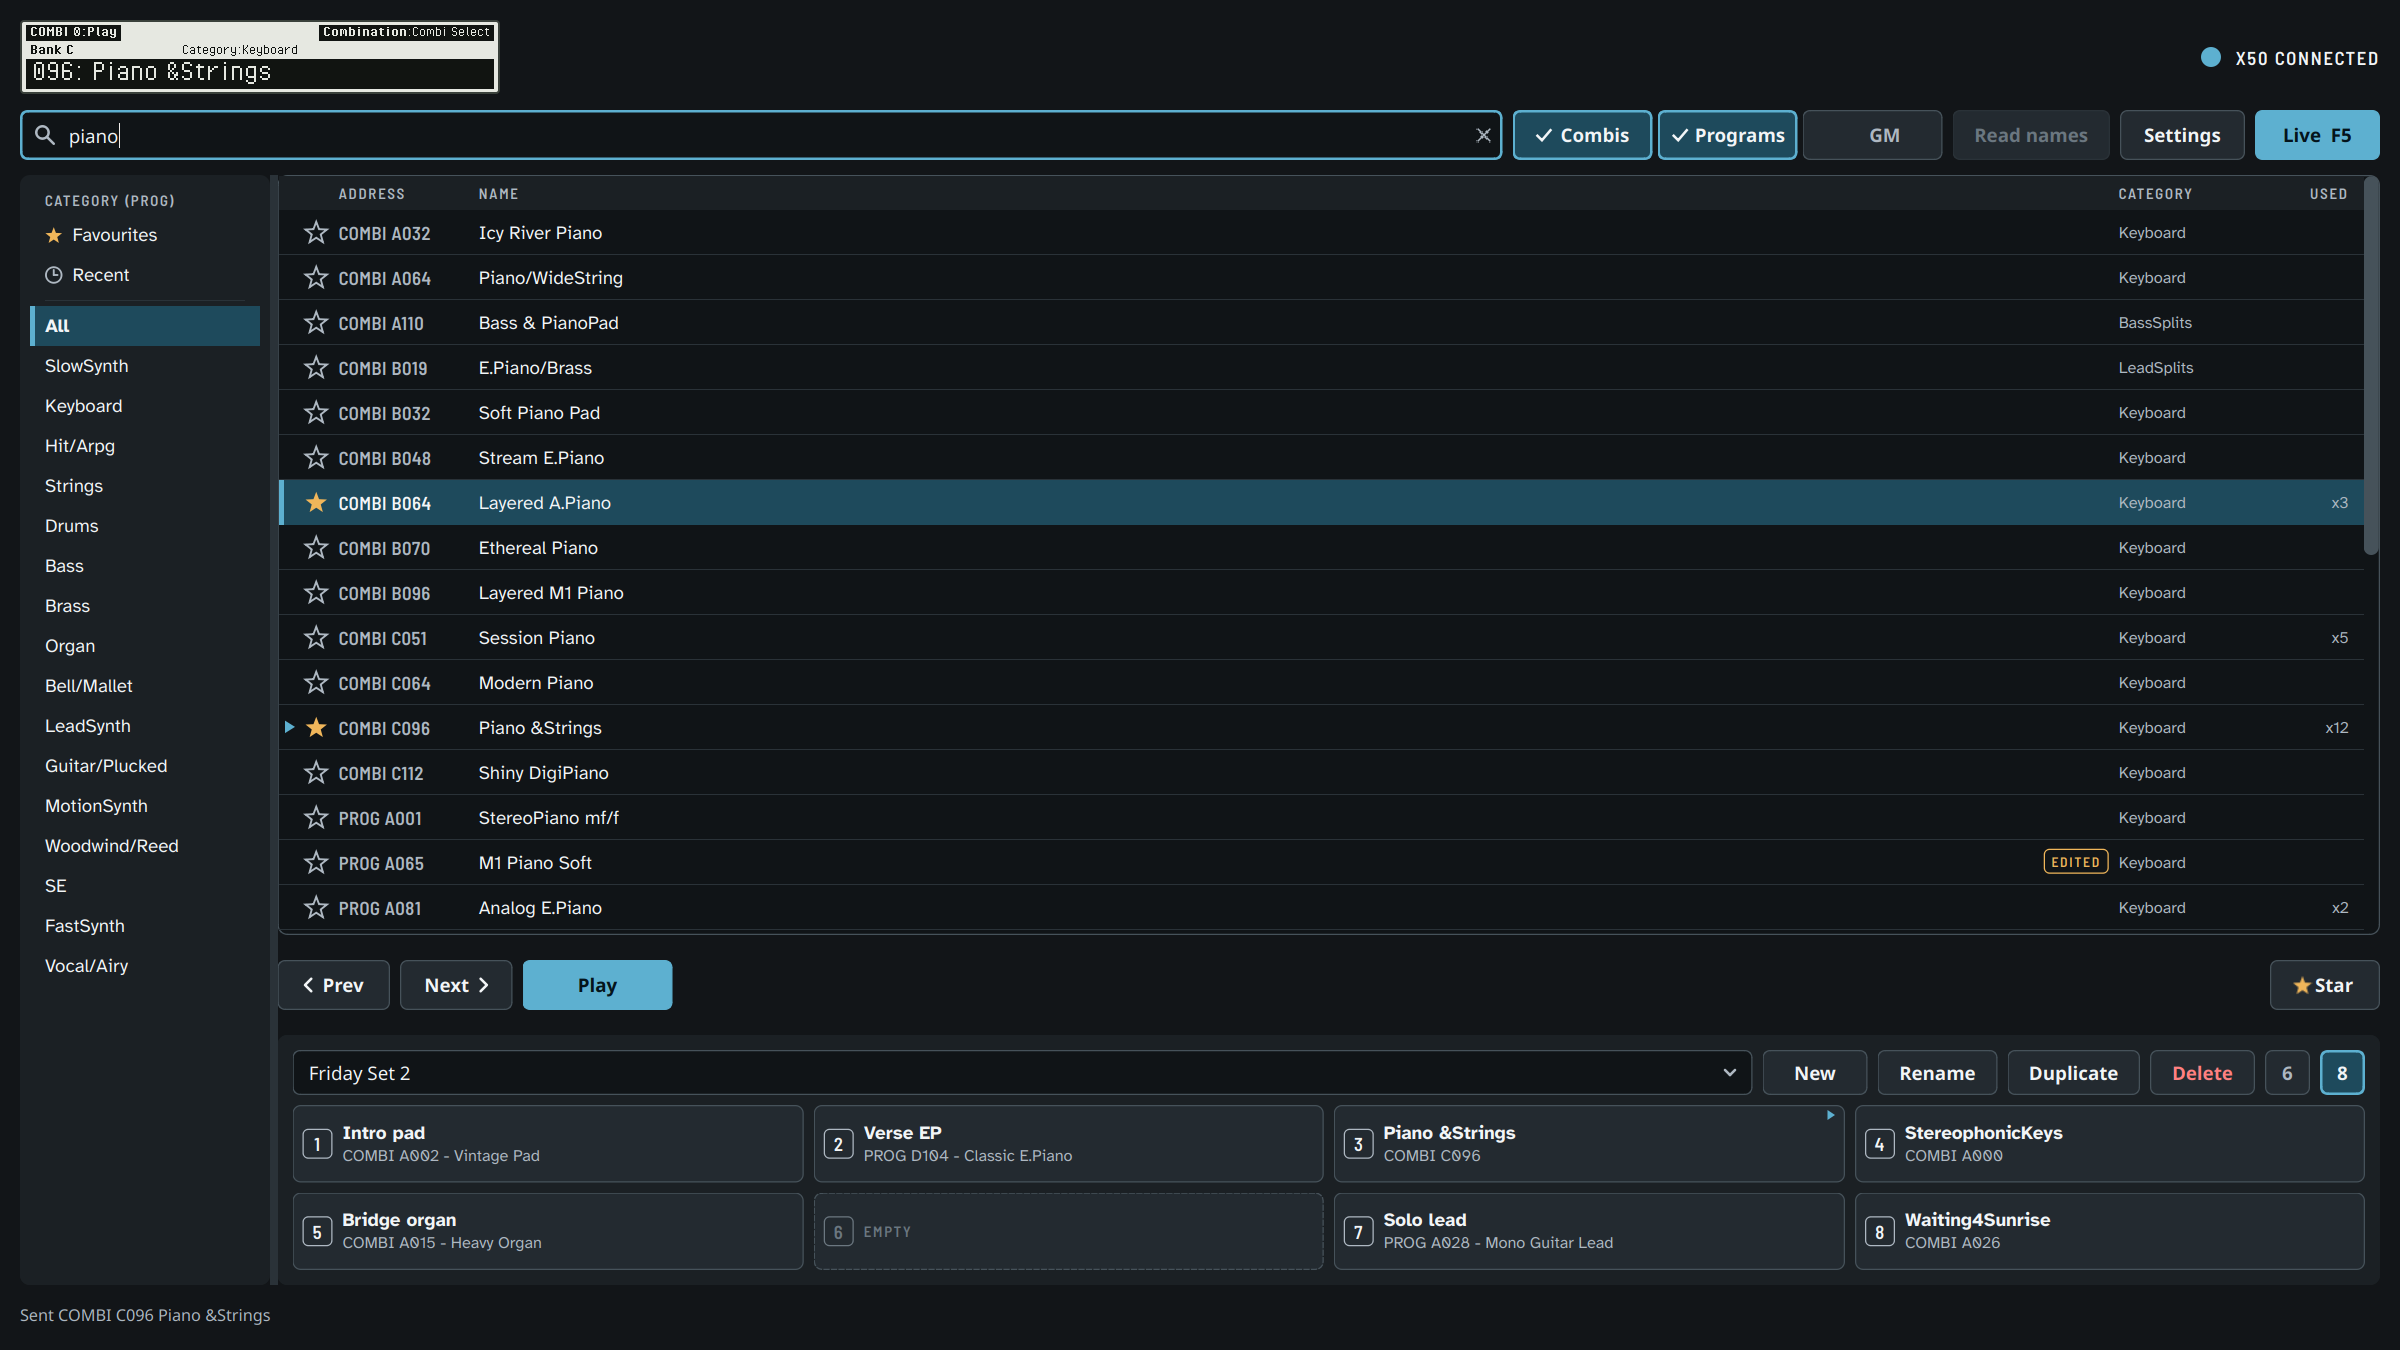 COMBI 0:Play Combination:Combi Select
Bank C Category:Keyboard
096: Piano &Strings
X50 CONNECTED
piano
Combis
Programs
GM
Read names
Settings
Live F5
CATEGORY (PROG)
Favourites
Recent
All
SlowSynth
Keyboard
Hit/Arpg
Strings
Drums
Bass
Brass
Organ
Bell/Mallet
LeadSynth
Guitar/Plucked
MotionSynth
Woodwind/Reed
SE
FastSynth
Vocal/Airy
ADDRESS NAME CATEGORY USED
COMBI A032 Icy River Piano Keyboard
COMBI A064 Piano/WideString Keyboard
COMBI A110 Bass & PianoPad BassSplits
COMBI B019 E.Piano/Brass LeadSplits
COMBI B032 Soft Piano Pad Keyboard
COMBI B048 Stream E.Piano Keyboard
COMBI B064 Layered A.Piano Keyboard x3
COMBI B070 Ethereal Piano Keyboard
COMBI B096 Layered M1 Piano Keyboard
COMBI C051 Session Piano Keyboard x5
COMBI C064 Modern Piano Keyboard
COMBI C096 Piano &Strings Keyboard x12
COMBI C112 Shiny DigiPiano Keyboard
PROG A001 StereoPiano mf/f Keyboard
PROG A065 M1 Piano Soft EDITED Keyboard
PROG A081 Analog E.Piano Keyboard x2
Prev
Next
Play
Star
Friday Set 2
New
Rename
Duplicate
Delete
6
8
1 Intro pad
COMBI A002 - Vintage Pad
2 Verse EP
PROG D104 - Classic E.Piano
3 Piano &Strings
COMBI C096
4 StereophonicKeys
COMBI A000
5 Bridge organ
COMBI A015 - Heavy Organ
6 EMPTY
7 Solo lead
PROG A028 - Mono Guitar Lead
8 Waiting4Sunrise
COMBI A026
Sent COMBI C096 Piano &Strings